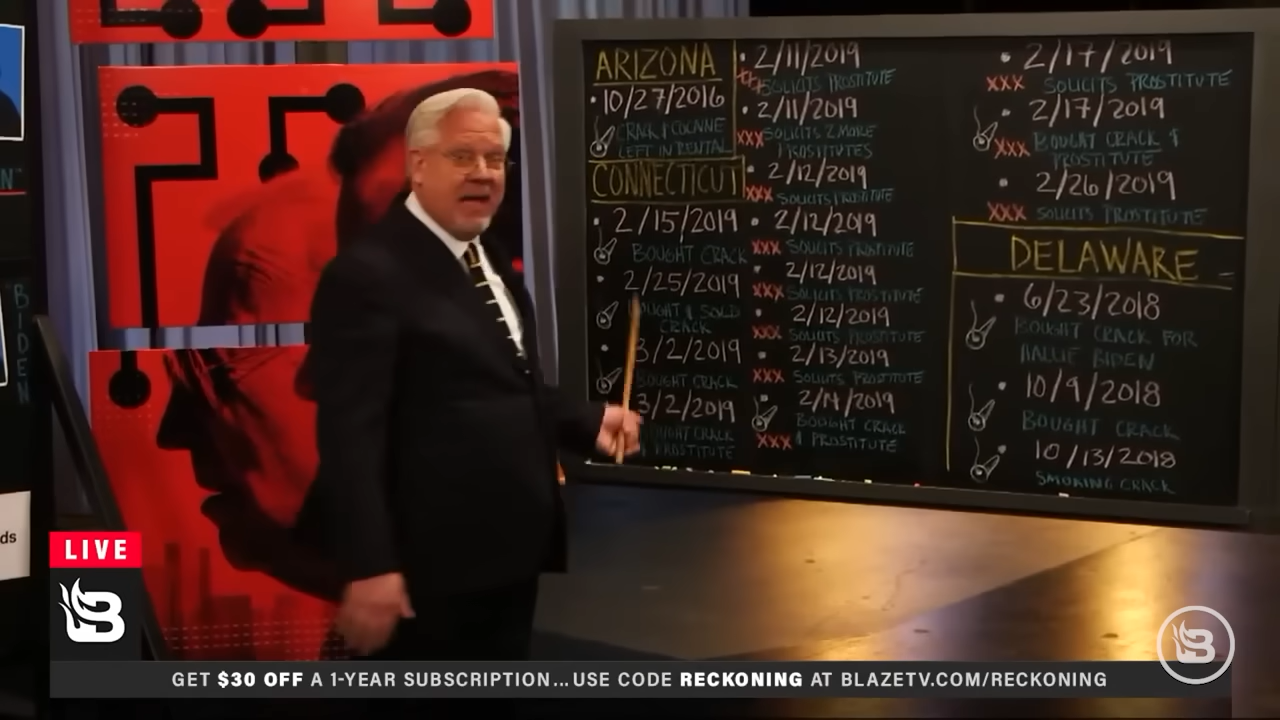 ARIZONA
10/27/2016
CRACK & COCAINE
LEFT IN RENTAL
CONNECTICUT
2/15/2019
BOUGHT CRACK
2/25/2019
BOUGHT & SOLD
CRACK
3/2/2019
BOUGHT CRACK
3/2/2019
BOUGHT CRACK
& PROSTITUTE
2/11/2019
XXX SOLICITS PROSTITUTE
2/11/2019
XXX SOLICITS 2 MORE
PROSTITUTES
2/12/2019
XXX SOLICITS PROSTITUTE
2/12/2019
XXX SOLICITS PROSTITUTE
2/12/2019
XXX SOLICITS PROSTITUTE
2/12/2019
XXX SOLICITS PROSTITUTE
2/13/2019
XXX SOLICITS PROSTITUTE
2/14/2019
BOUGHT CRACK
XXX & PROSTITUTE
2/17/2019
XXX SOLICITS PROSTITUTE
2/17/2019
XXX BOUGHT CRACK &
PROSTITUTE
2/26/2019
XXX SOLICITS PROSTITUTE
DELAWARE
6/23/2018
BOUGHT CRACK FOR
HALLIE BIDEN
10/9/2018
BOUGHT CRACK
10/13/2018
SMOKING CRACK
"BIDEN
ds
LIVE
B
GET $30 OFF A 1-YEAR SUBSCRIPTION...USE CODE RECKONING AT BLAZETV.COM/RECKONING
B